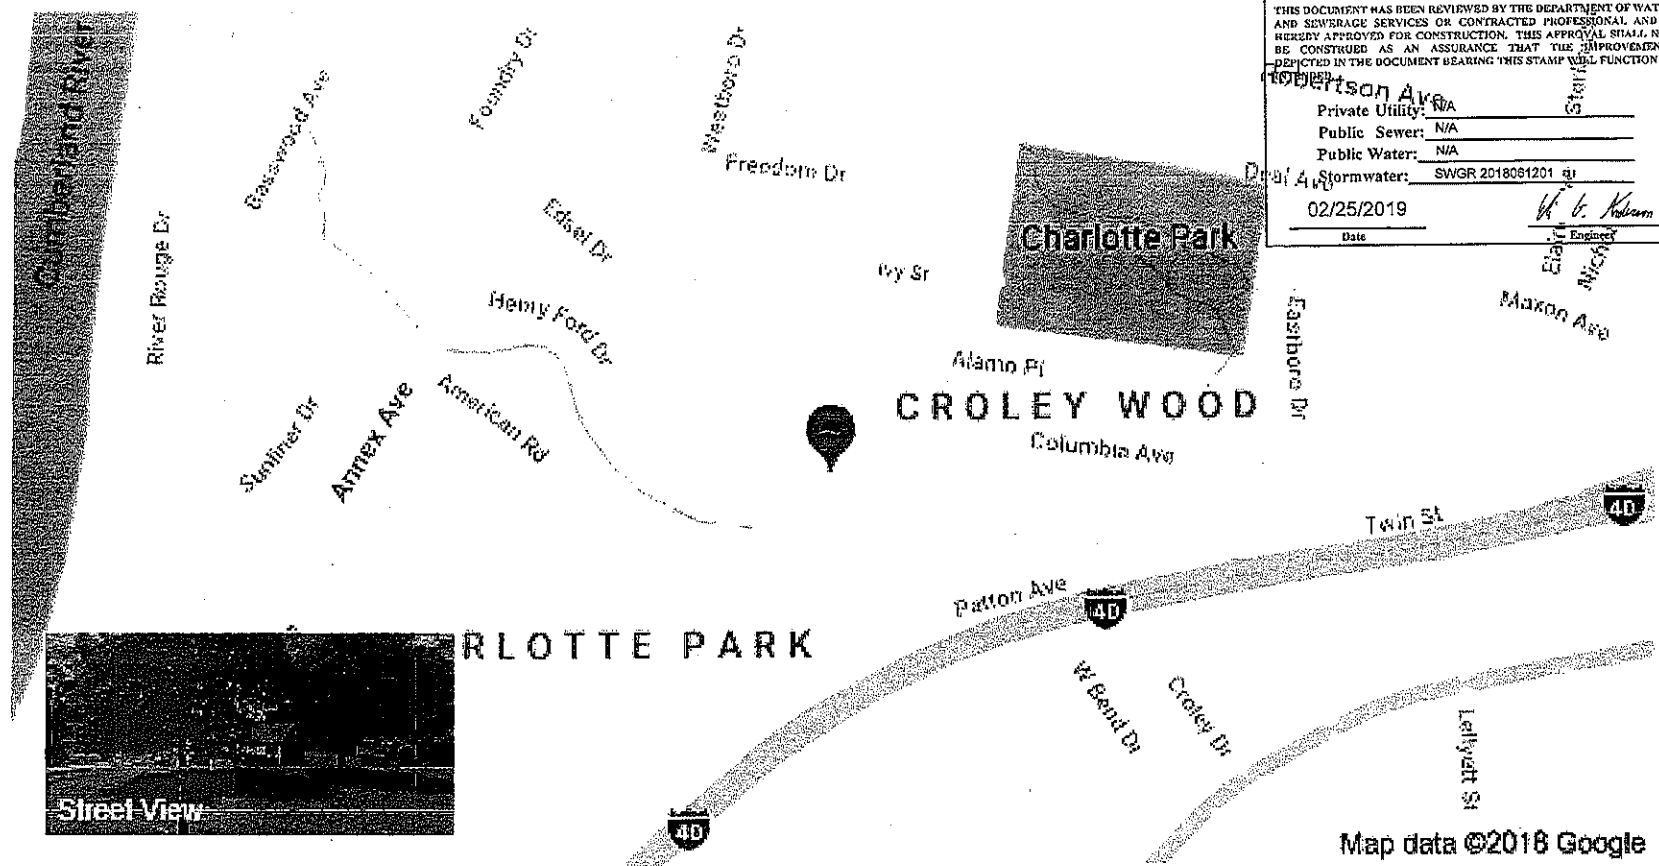 THIS DOCUMENT HAS BEEN REVIEWED BY THE DEPARTMENT OF WAT
AND SEWERAGE SERVICES OR CONTRACTED PROFESSIONAL AND
HEREBY APPROVED FOR CONSTRUCTION. THIS APPROVAL SHALL N
BE CONSTRUED AS AN ASSURANCE THAT THE IMPROVEMEN
DEPICTED IN THE DOCUMENT BEARING THIS STAMP WILL FUNCTION
Robertson Ave
Private Utility: N/A
Public Sewer: N/A
Public Water: N/A
Stormwater: SWGR 2018061201
02/25/2019
Date
Engineer
Cumberland River
Basswood Ave
Foundry Dr
Westboro Dr
Freedom Dr
Deal Ave
River Rouge Dr
Edsel Dr
Charlotte Park
Ivy St
Henry Ford Dr
Eastboro Dr
Maxon Ave
Alamo Pl
American Rd
Annex Ave
Sunliner Dr
CROLEY WOOD
Columbia Ave
Twin St
40
Patton Ave
40
RLOTTE PARK
W Bend Dr
Croley Dr
Street View
40
Map data ©2018 Google